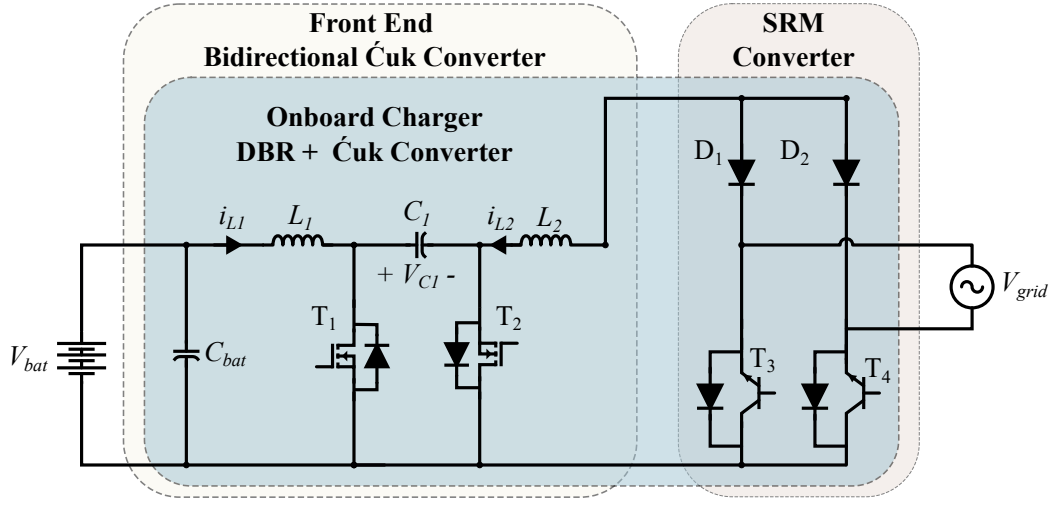 Front End
Bidirectional Ćuk Converter
SRM
Converter
Onboard Charger
DBR + Ćuk Converter
D1 D2
iL1 L1 C1 iL2 L2
+ VC1 -
Vgrid
T1 T2
Vbat Cbat
T3 T4